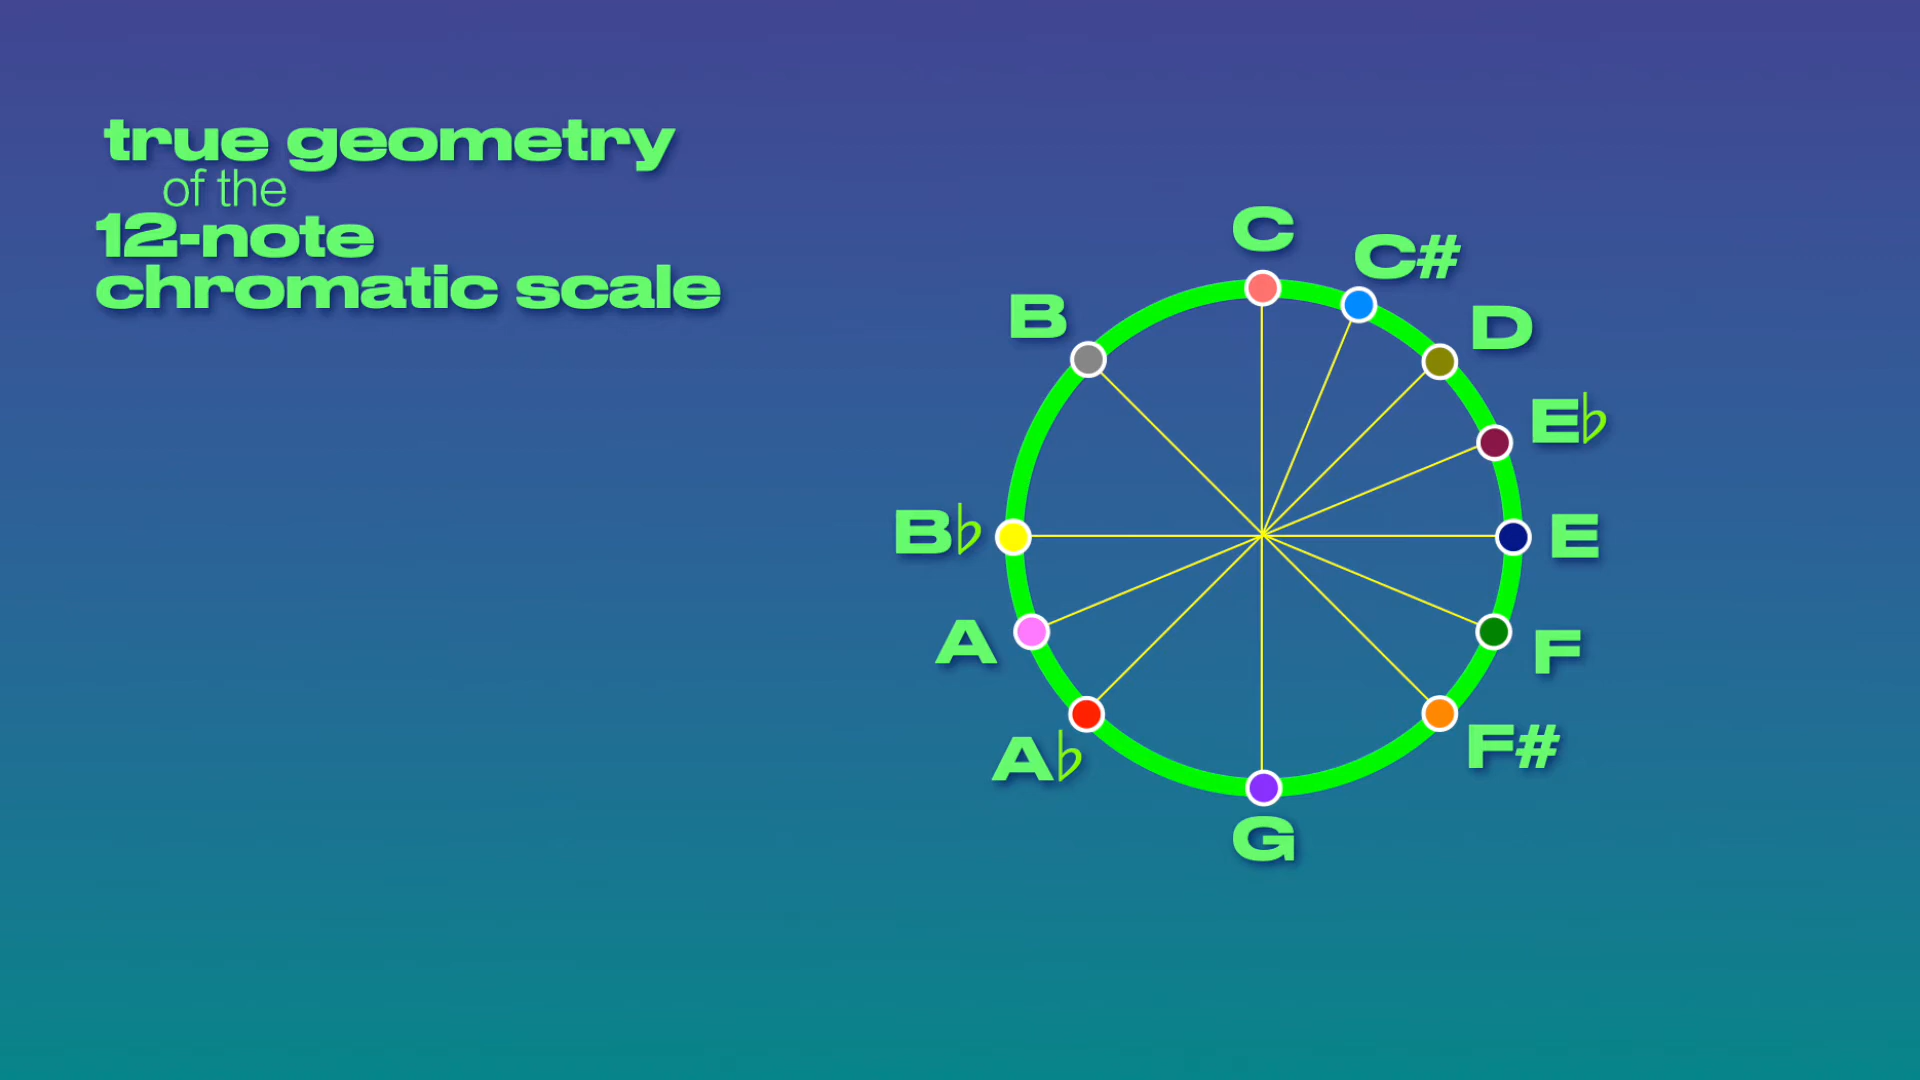 true geometry
of the
12-note
chromatic scale
C
C#
D
E♭
E
F
F#
G
A♭
A
B♭
B